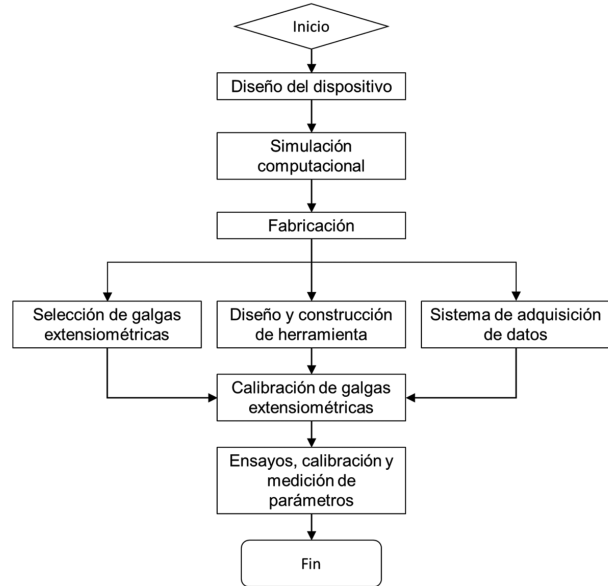 Inicio
Diseño del dispositivo
Simulación
computacional
Fabricación
Selección de galgas
extensiométricas
Diseño y construcción
de herramienta
Sistema de adquisición
de datos
Calibración de galgas
extensiométricas
Ensayos, calibración y
medición de
parámetros
Fin